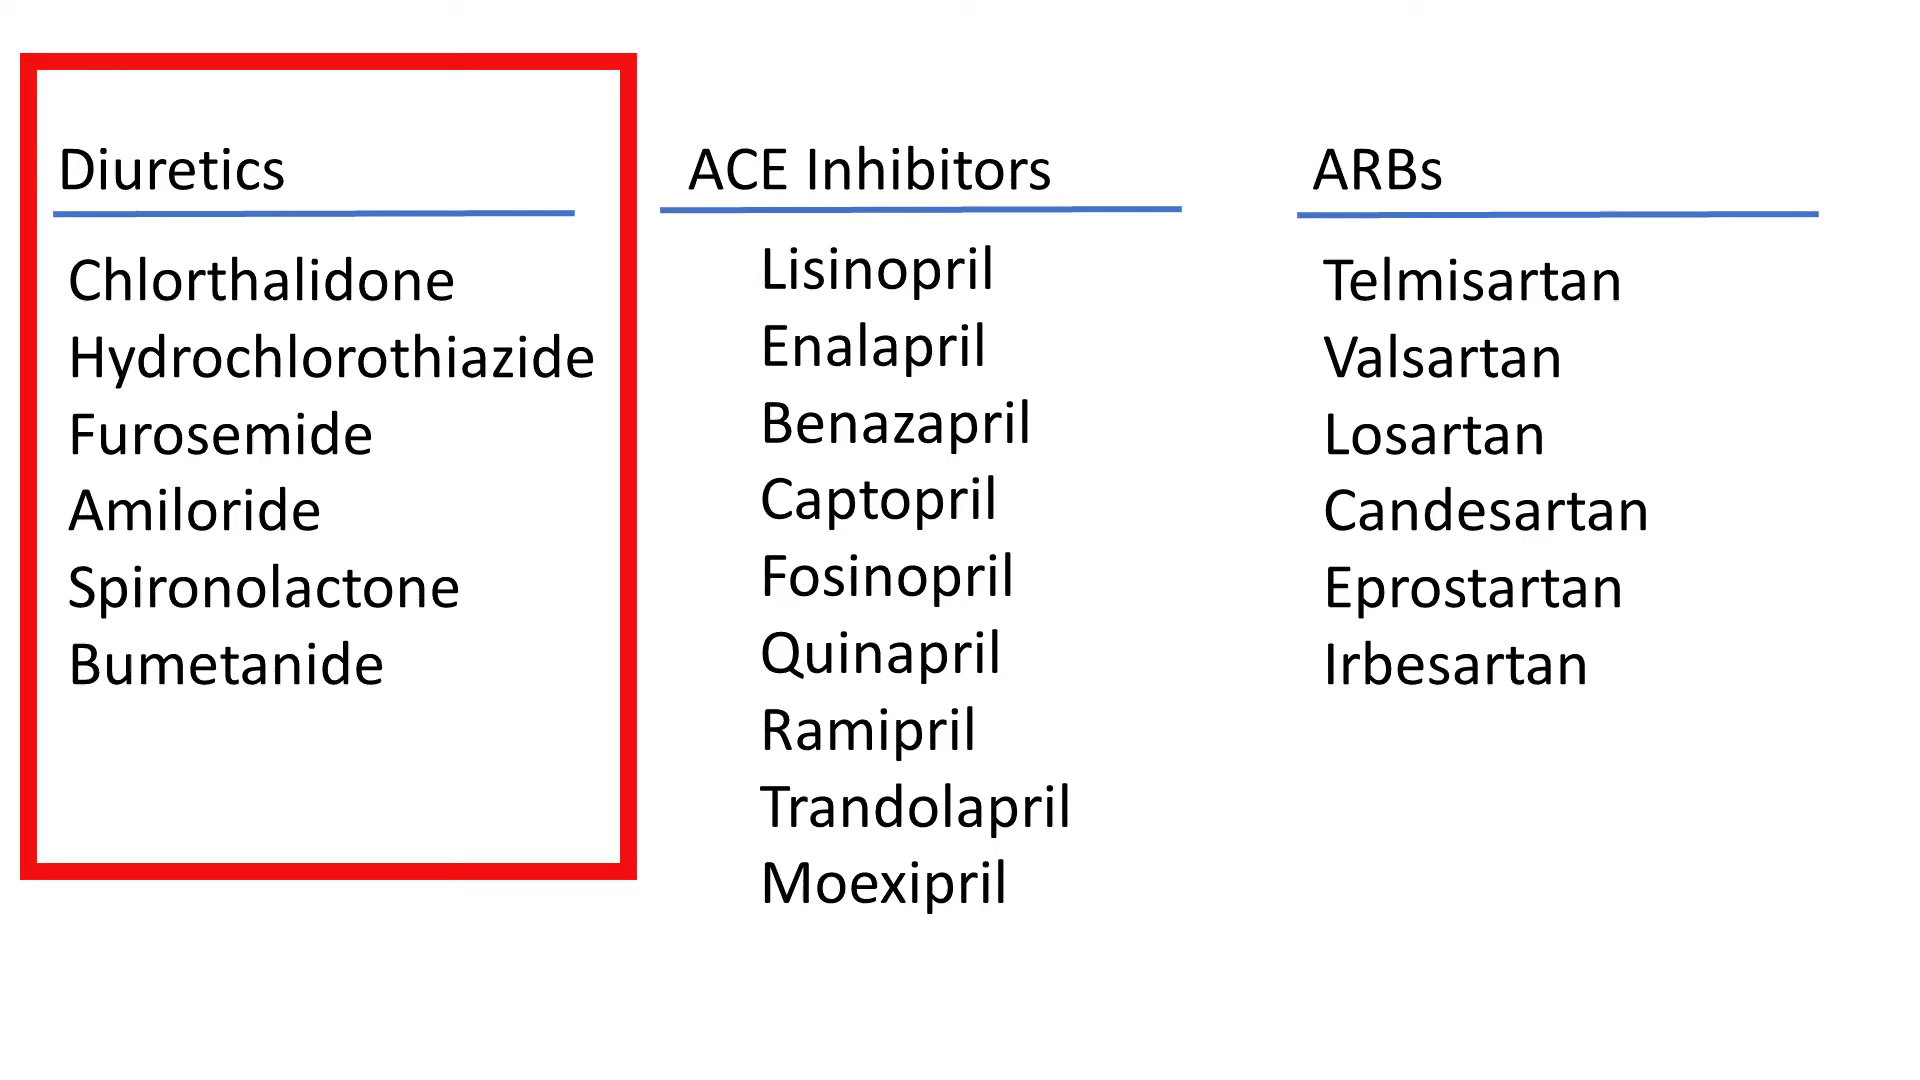 Diuretics
Chlorthalidone
Hydrochlorothiazide
Furosemide
Amiloride
Spironolactone
Bumetanide
ACE Inhibitors
Lisinopril
Enalapril
Benazapril
Captopril
Fosinopril
Quinapril
Ramipril
Trandolapril
Moexipril
ARBs
Telmisartan
Valsartan
Losartan
Candesartan
Eprostartan
Irbesartan